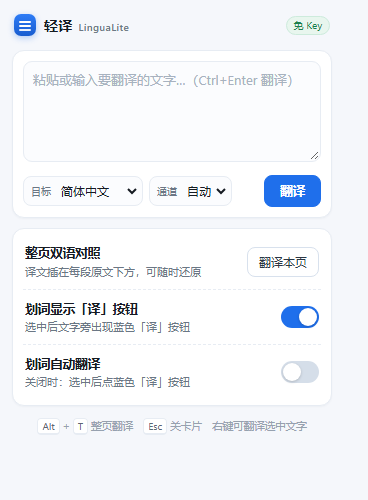 轻译 LinguaLite 免 Key
粘贴或输入要翻译的文字...（Ctrl+Enter 翻译）
目标 简体中文 通道 自动 翻译
整页双语对照
译文插在每段原文下方，可随时还原
翻译本页
划词显示「译」按钮
选中后文字旁出现蓝色「译」按钮
划词自动翻译
关闭时：选中后点蓝色「译」按钮
Alt + T 整页翻译 Esc 关卡片 右键可翻译选中文字